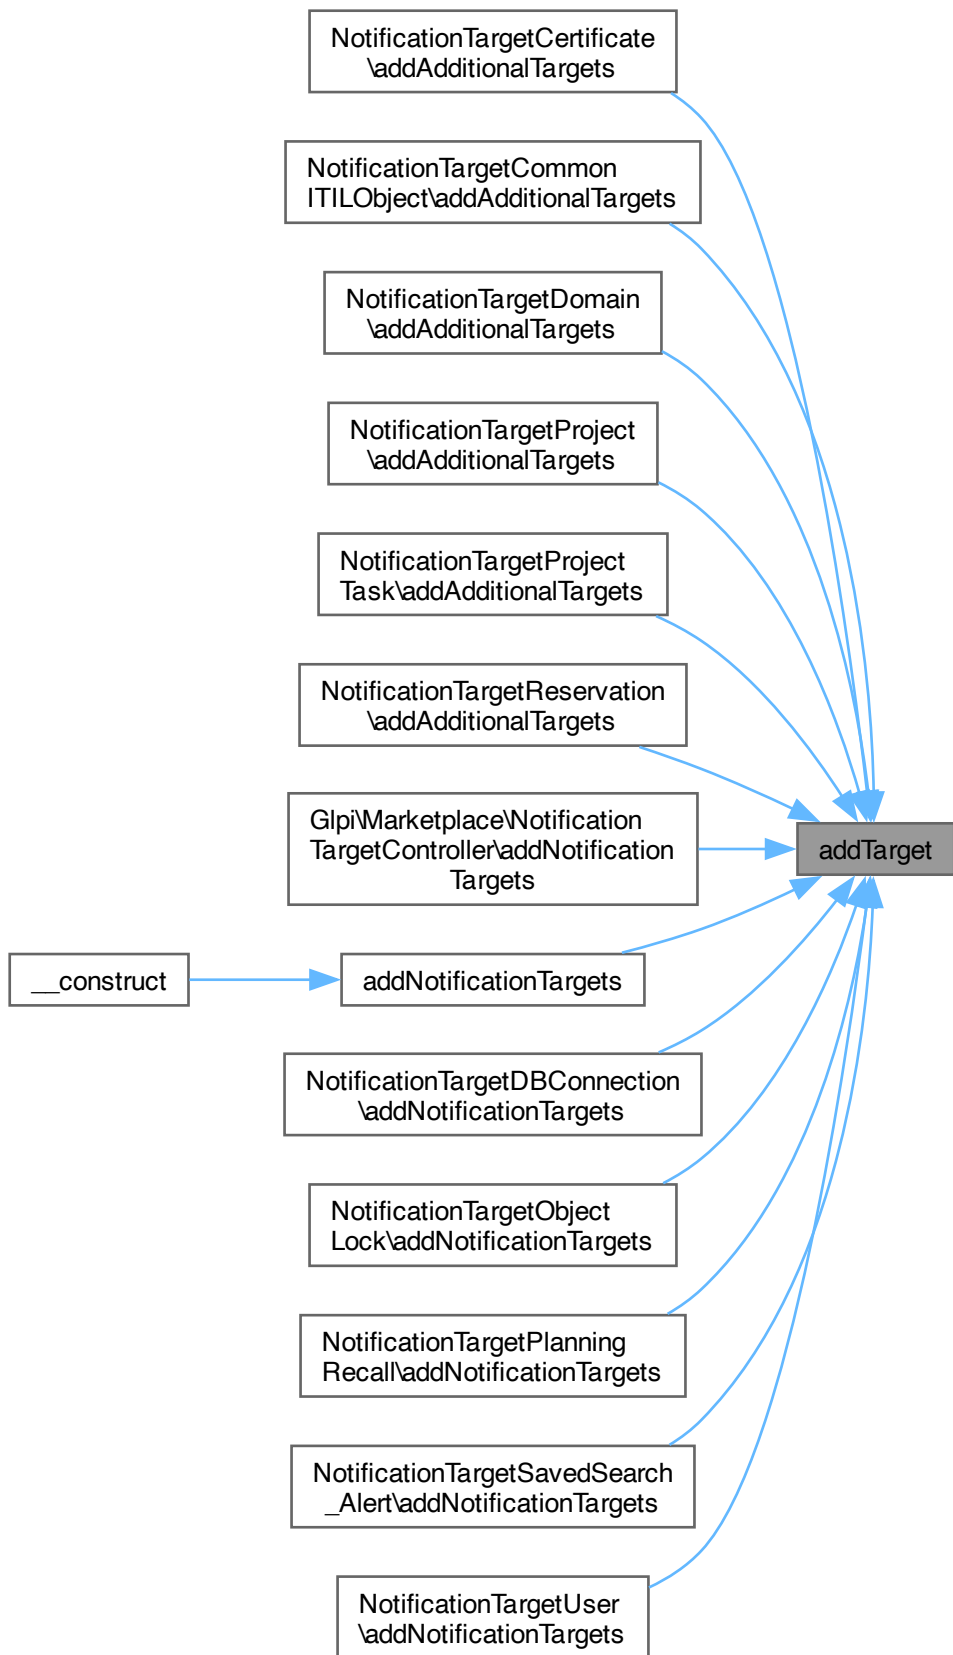 NotificationTargetCertificate
\addAdditionalTargets
NotificationTargetCommon
ITILObject\addAdditionalTargets
NotificationTargetDomain
\addAdditionalTargets
NotificationTargetProject
\addAdditionalTargets
NotificationTargetProject
Task\addAdditionalTargets
NotificationTargetReservation
\addAdditionalTargets
Glpi\Marketplace\Notification
TargetController\addNotification
Targets
addTarget
__construct
addNotificationTargets
NotificationTargetDBConnection
\addNotificationTargets
NotificationTargetObject
Lock\addNotificationTargets
NotificationTargetPlanning
Recall\addNotificationTargets
NotificationTargetSavedSearch
_Alert\addNotificationTargets
NotificationTargetUser
\addNotificationTargets